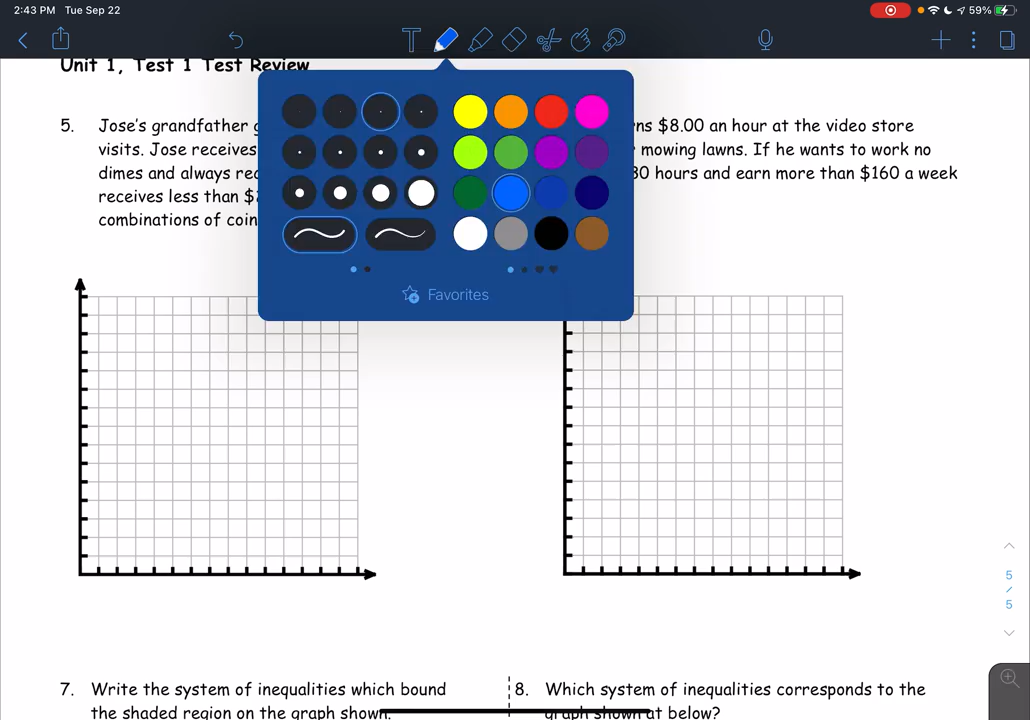 2:43 PM Tue Sep 22
59%
T
Unit 1, Test 1 Test Review
5. Jose's grandfather
visits. Jose receives
dimes and always
receives less than
combinations of coin
$8.00 an hour at the video store
mowing lawns. If he wants to work no
hours and earn more than $160 a week
Favorites
5
/
5
7. Write the system of inequalities which bound
the shaded region on the graph shown.
8. Which system of inequalities corresponds to the
graph shown at below?